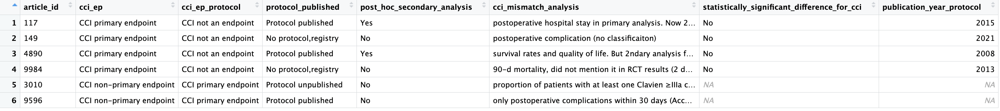 article_id cci_ep cci_ep_protocol protocol_published post_hoc_secondary_analysis cci_mismatch_analysis statistically_significant_difference_for_cci publication_year_protocol
1 117 CCI primary endpoint CCI not an endpoint Protocol published Yes postoperative hospital stay in primary analysis. Now 2... No 2015
2 149 CCI primary endpoint CCI not an endpoint No protocol,registry No postoperative complication (no classificaiton) No 2021
3 4890 CCI primary endpoint CCI not an endpoint Protocol published Yes survival rates and quality of life. But 2ndary analysis f... No 2008
4 9984 CCI primary endpoint CCI not an endpoint No protocol,registry No 90-d mortality, did not mention it in RCT results (2 d... No 2013
5 3010 CCI non-primary endpoint CCI primary endpoint Protocol unpublished No proportion of patients with at least one Clavien ≥IIIa c... NA NA
6 9596 CCI non-primary endpoint CCI primary endpoint Protocol published No only postoperative complications within 30 days (Acc... NA NA